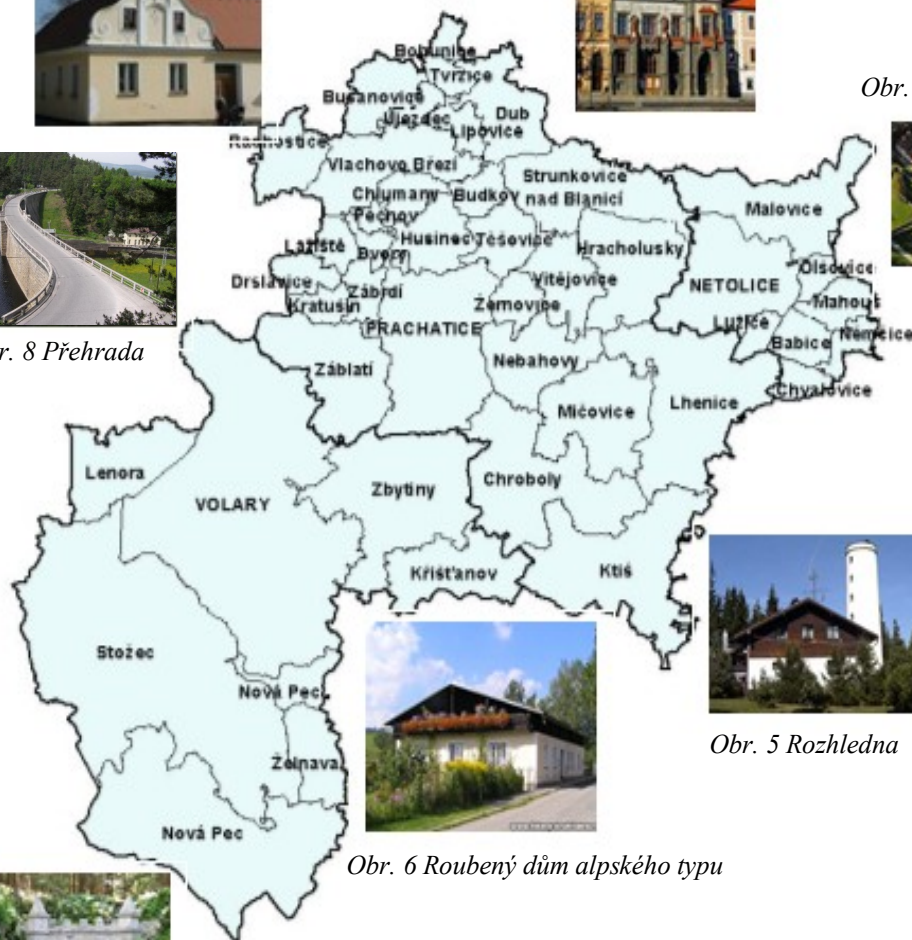 Bohunice
Tvrzice
Obr.
Bušanovice
Dub
Újezdec
Lipovice
Radhostice
Vlachovo Březí
Strunkovice
nad Blanicí
Chlumany
Budkov
Pěčnov
Malovice
Husinec
Těšovice
Hracholusky
Lažiště
Dvory
Olšovice
Drslavice
Zábrdí
Vitějovice
NETOLICE
Kratušín
Mahouš
Žernovice
PRACHATICE
Lužice
Němčice
Babice
r. 8 Přehrada
Nebahovy
Záblatí
Chvalovice
Mičovice
Lhenice
Lenora
Chroboly
Zbytiny
VOLARY
Křišťanov
Ktiš
Stožec
Nová Pec
Obr. 5 Rozhledna
Želnava
Nová Pec
Obr. 6 Roubený dům alpského typu